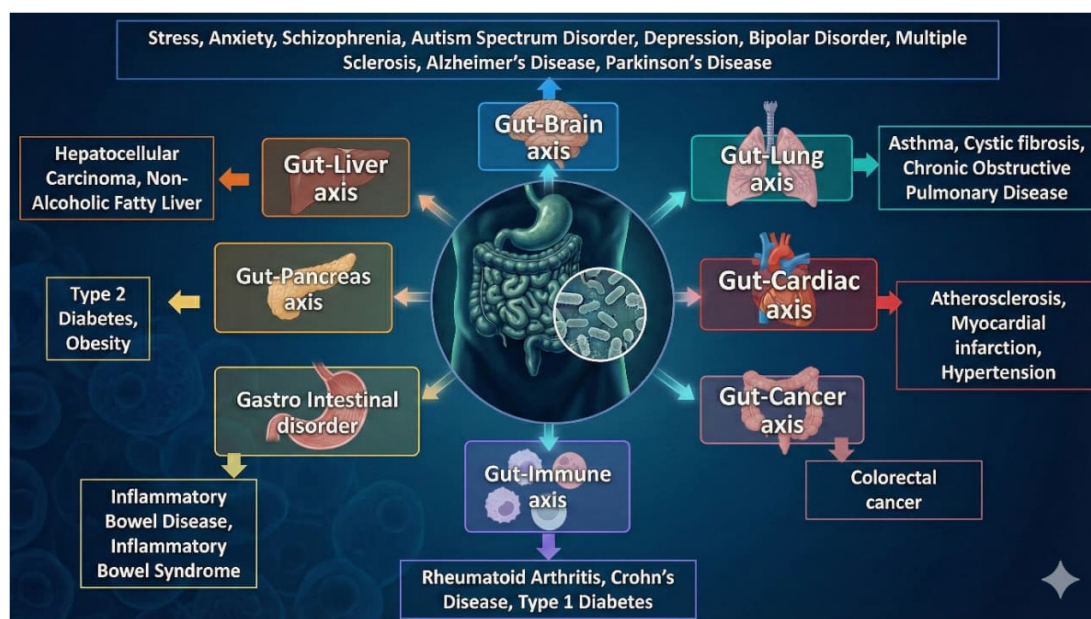 Stress, Anxiety, Schizophrenia, Autism Spectrum Disorder, Depression, Bipolar Disorder, Multiple
Sclerosis, Alzheimer's Disease, Parkinson's Disease
Gut-Brain
axis
Hepatocellular
Carcinoma, Non-
Alcoholic Fatty Liver
Gut-Liver
axis
Gut-Lung
axis
Asthma, Cystic fibrosis,
Chronic Obstructive
Pulmonary Disease
Type 2
Diabetes,
Obesity
Gut-Pancreas
axis
Gut-Cardiac
axis
Atherosclerosis,
Myocardial
infarction,
Hypertension
Gastro Intestinal
disorder
Gut-Cancer
axis
Inflammatory
Bowel Disease,
Inflammatory
Bowel Syndrome
Gut-Immune
axis
Colorectal
cancer
Rheumatoid Arthritis, Crohn's
Disease, Type 1 Diabetes